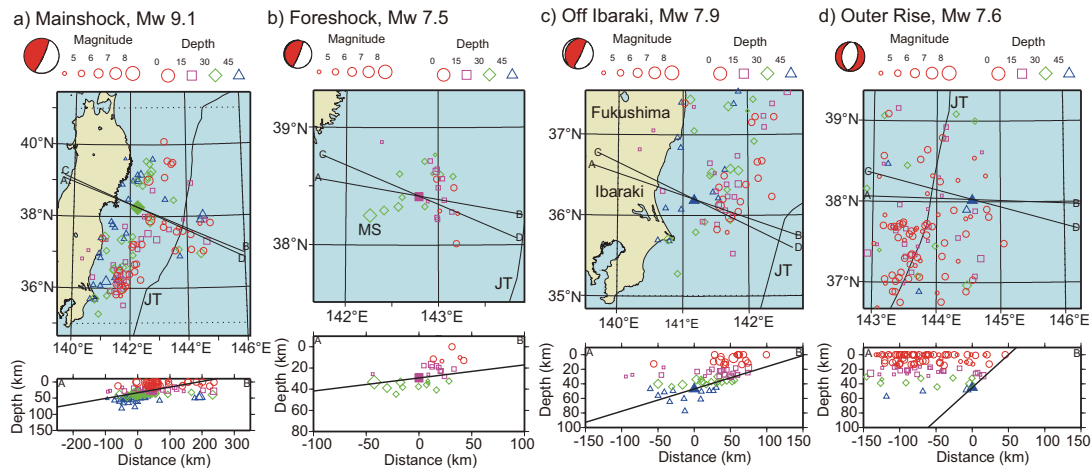 a) Mainshock, Mw 9.1
b) Foreshock, Mw 7.5
c) Off Ibaraki, Mw 7.9
d) Outer Rise, Mw 7.6
Magnitude
Depth
5 6 7 8
0 15 30 45
Magnitude
Depth
5 6 7 8
0 15 30 45
Magnitude
Depth
5 6 7 8
0 15 30 45
Magnitude
Depth
5 6 7 8
0 15 30 45
40°N
38°N
36°N
C
A
B
D
JT
140°E 142°E 144°E 146°E
39°N
38°N
C
A
B
D
MS
JT
142°E 143°E
37°N
36°N
35°N
Fukushima
Ibaraki
C
A
B
D
JT
140°E 141°E 142°E
39°N
38°N
37°N
JT
C
A
B
D
143°E 144°E 145°E
Depth (km)
0
50
100
150
A B
-200 -100 0 100 200 300
Distance (km)
Depth (km)
0
20
40
60
80
A B
-100 -50 0 50 100
Distance (km)
Depth (km)
0
20
40
60
80
100
A B
-150 -100 -50 0 50 100 150
Distance (km)
Depth (km)
0
20
40
60
80
100
A B
-150 -100 -50 0 50 100 150
Distance (km)